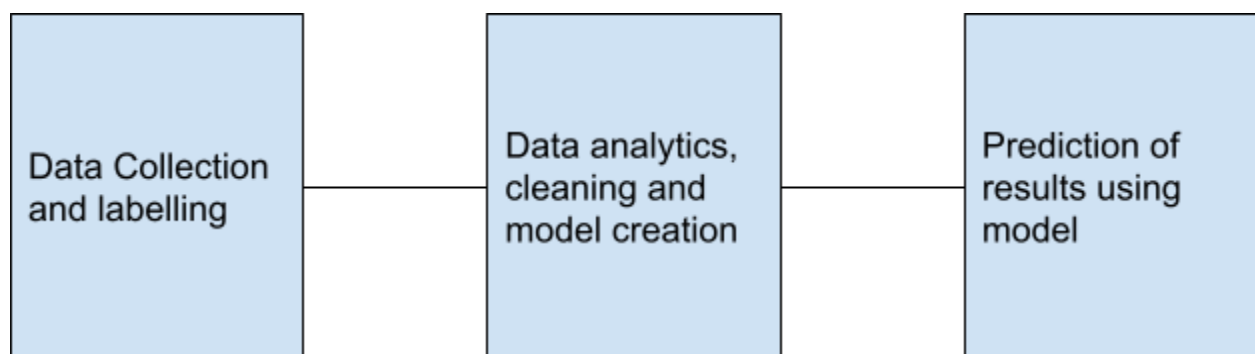 Data Collection
and labelling
Data analytics,
cleaning and
model creation
Prediction of
results using
model